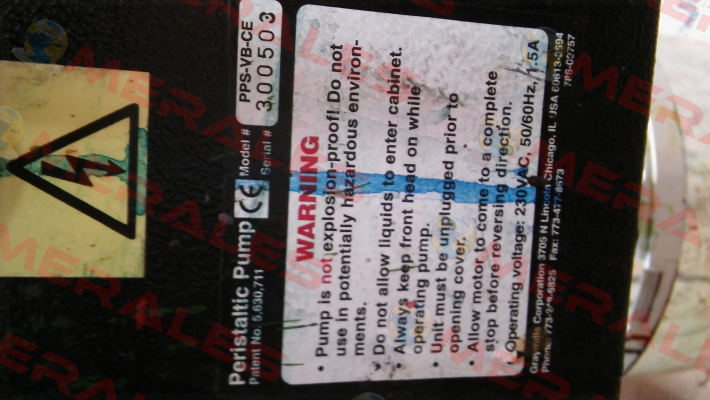 Peristaltic Pump
Patent No. 5,630,711
CE
Model # PPS-VB-CE
Serial # 300503
WARNING
• Pump is not explosion-proof! Do not
use in potentially hazardous environ-
ments.
• Do not allow liquids to enter cabinet.
• Always keep front head on while
operating pump.
• Unit must be unplugged prior to
opening cover.
• Allow motor to come to a complete
stop before reversing direction.
• Operating voltage: 230VAC, 50/60Hz, 1.5A
Corporation 3705 N Lincoln Chicago, IL USA 60613-3594
Phone: Fax: 773-477-8673
MERALES